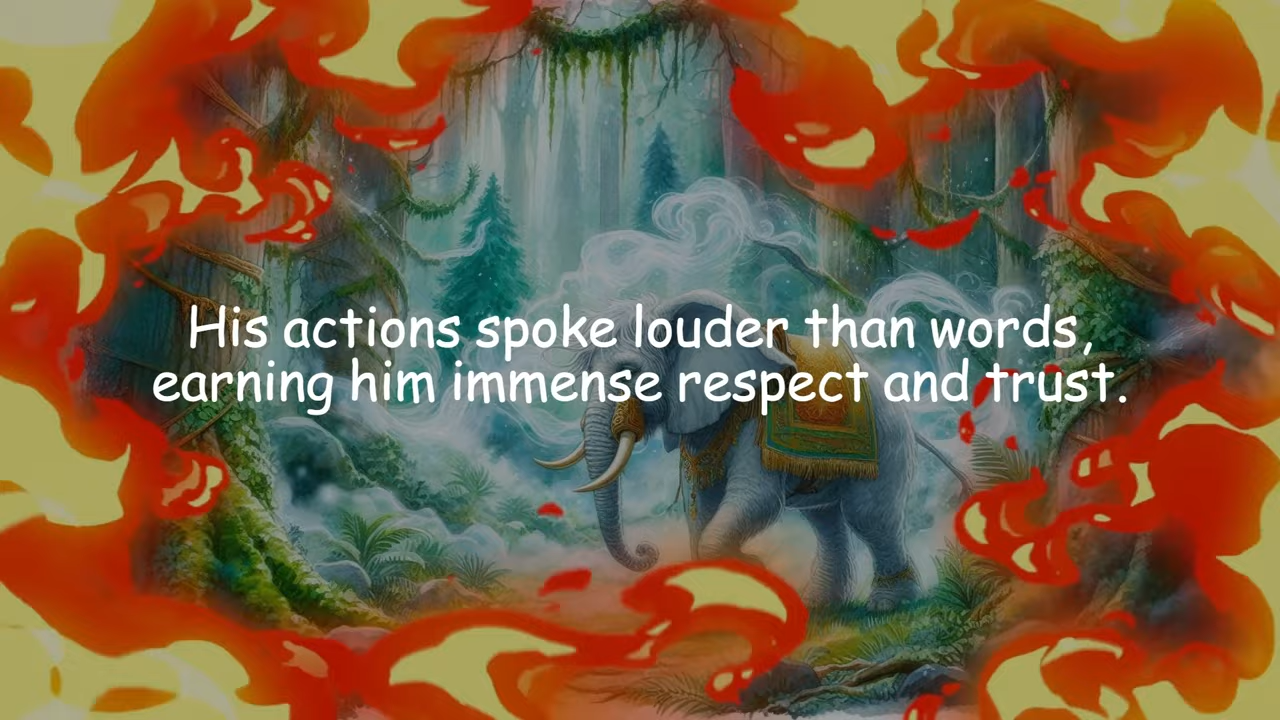 His actions spoke louder than words,
earning him immense respect and trust.